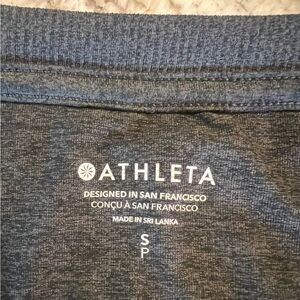 ATHLETA
DESIGNED IN SAN FRANCISCO
CONÇU À SAN FRANCISCO
MADE IN SRI LANKA
S
P